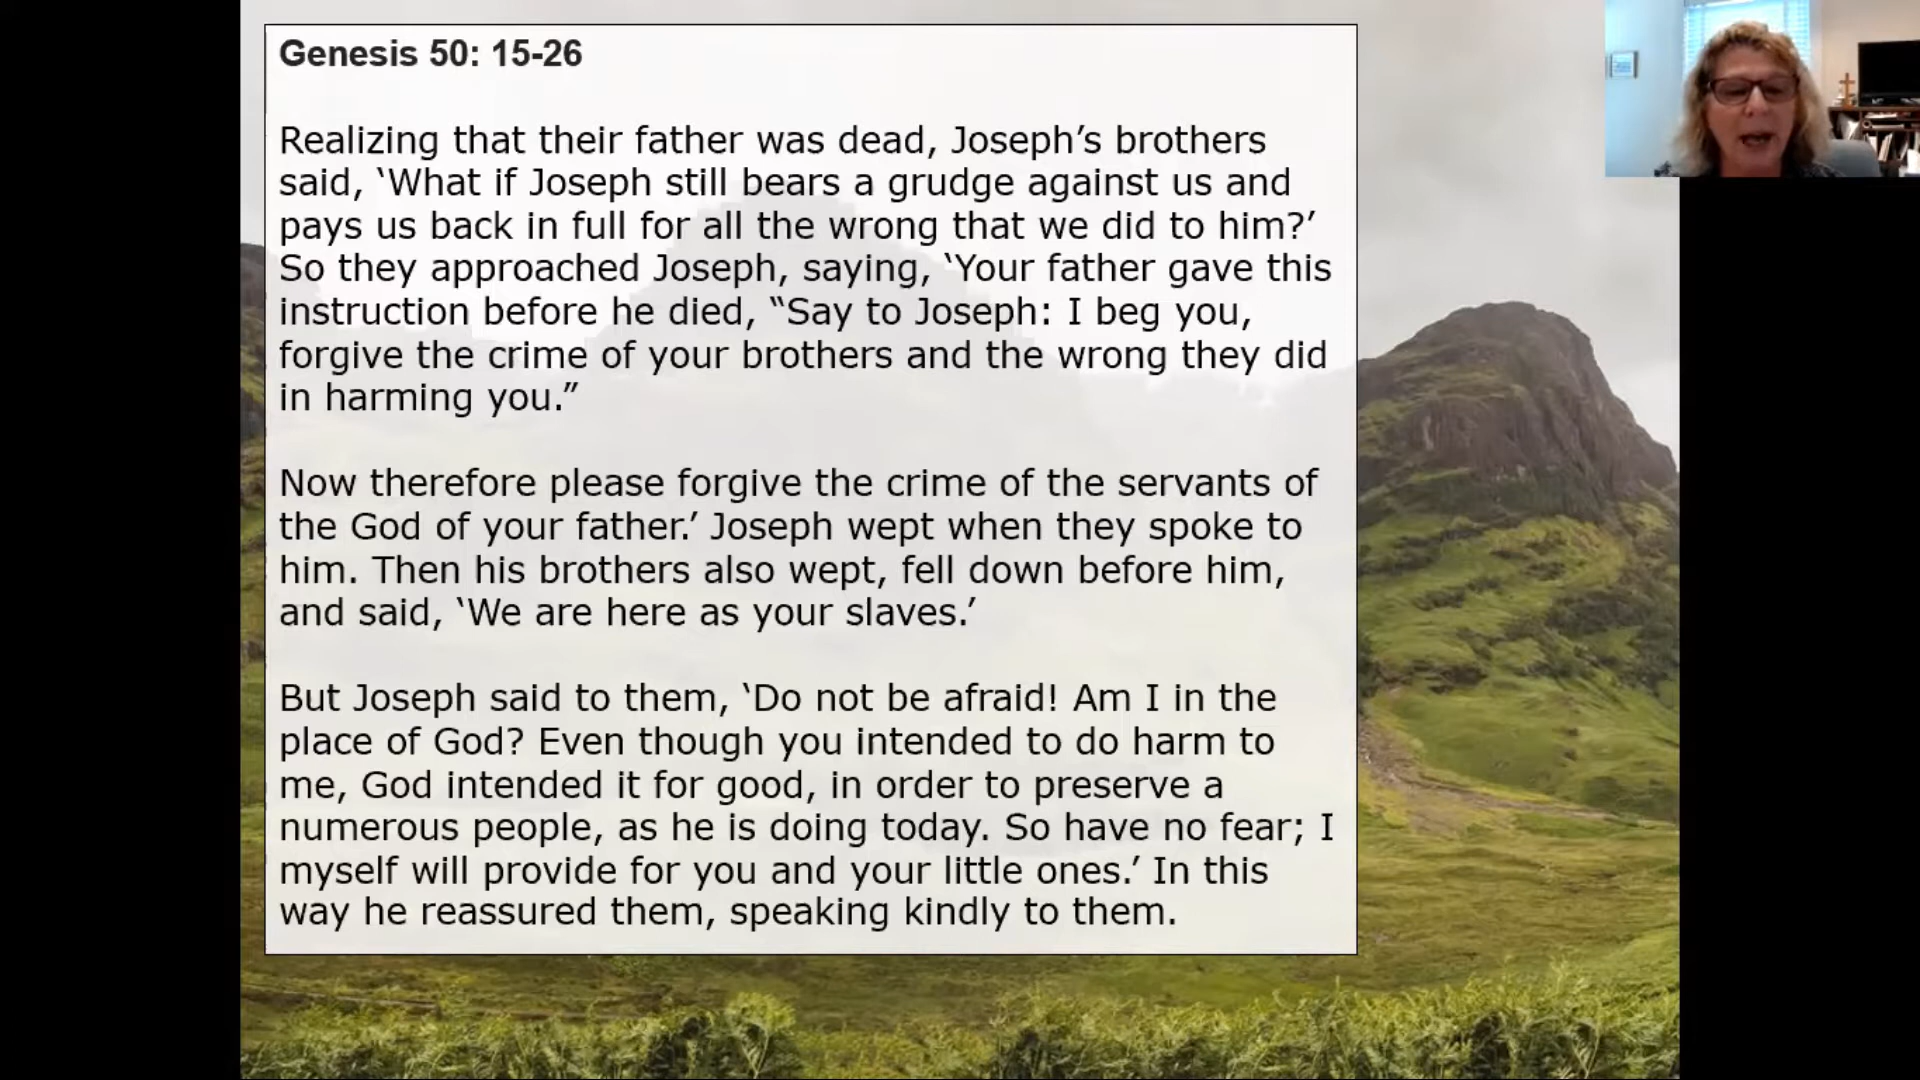 Genesis 50: 15-26
Realizing that their father was dead, Joseph’s brothers
said, ‘What if Joseph still bears a grudge against us and
pays us back in full for all the wrong that we did to him?’
So they approached Joseph, saying, ‘Your father gave this
instruction before he died, “Say to Joseph: I beg you,
forgive the crime of your brothers and the wrong they did
in harming you.”
Now therefore please forgive the crime of the servants of
the God of your father.’ Joseph wept when they spoke to
him. Then his brothers also wept, fell down before him,
and said, ‘We are here as your slaves.’
But Joseph said to them, ‘Do not be afraid! Am I in the
place of God? Even though you intended to do harm to
me, God intended it for good, in order to preserve a
numerous people, as he is doing today. So have no fear; I
myself will provide for you and your little ones.’ In this
way he reassured them, speaking kindly to them.